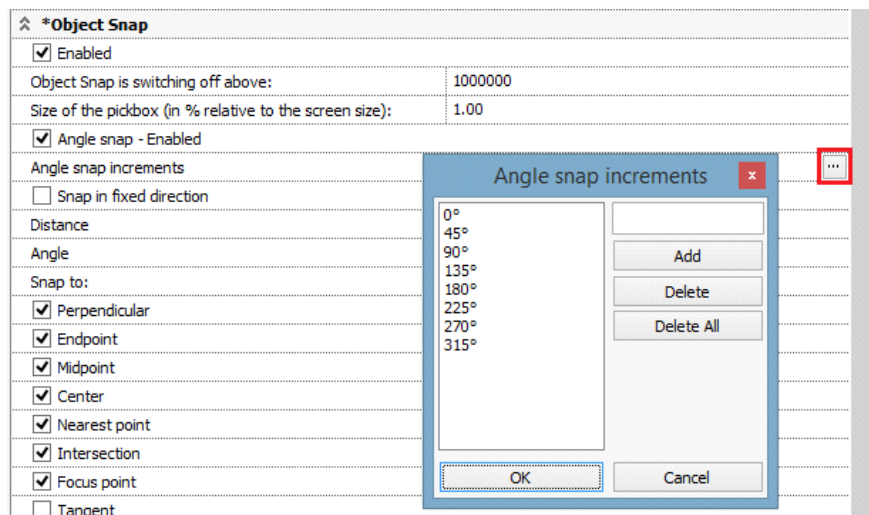 *Object Snap
Enabled
Object Snap is switching off above: 1000000
Size of the pickbox (in % relative to the screen size): 1.00
Angle snap - Enabled
Angle snap increments ...
Snap in fixed direction
Distance
Angle
Snap to:
Perpendicular
Endpoint
Midpoint
Center
Nearest point
Intersection
Focus point
Tangent
Angle snap increments x
0°
45°
90°
135°
180°
225°
270°
315°
Add
Delete
Delete All
OK
Cancel